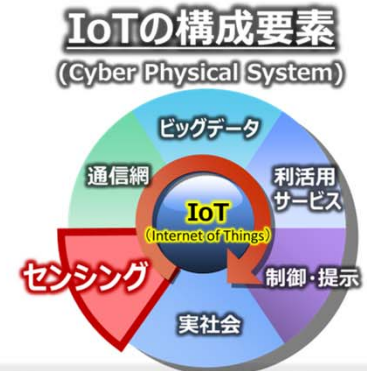 IoTの構成要素
(Cyber Physical System)
ビッグデータ
通信網
利活用
サービス
IoT
(Internet of Things)
センシング
制御・提示
実社会